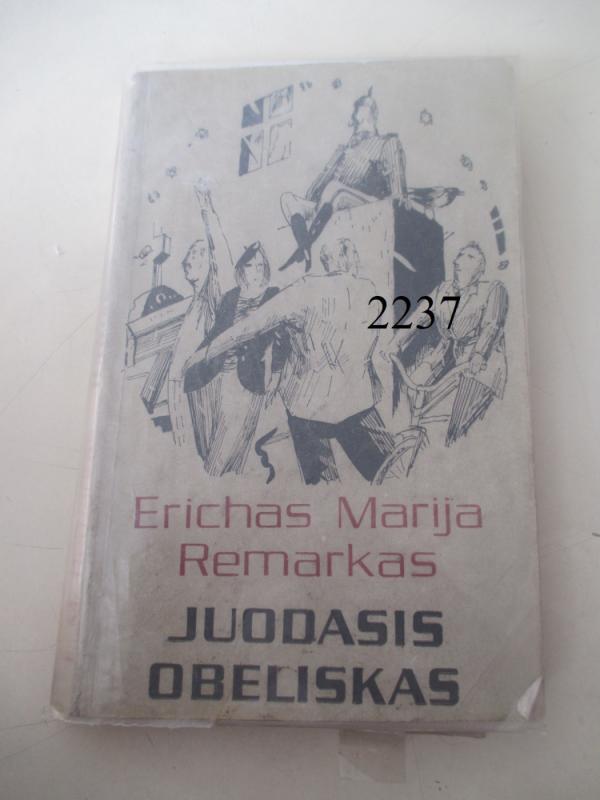 2237
Erichas Marija
Remarkas
JUODASIS
OBELISKAS